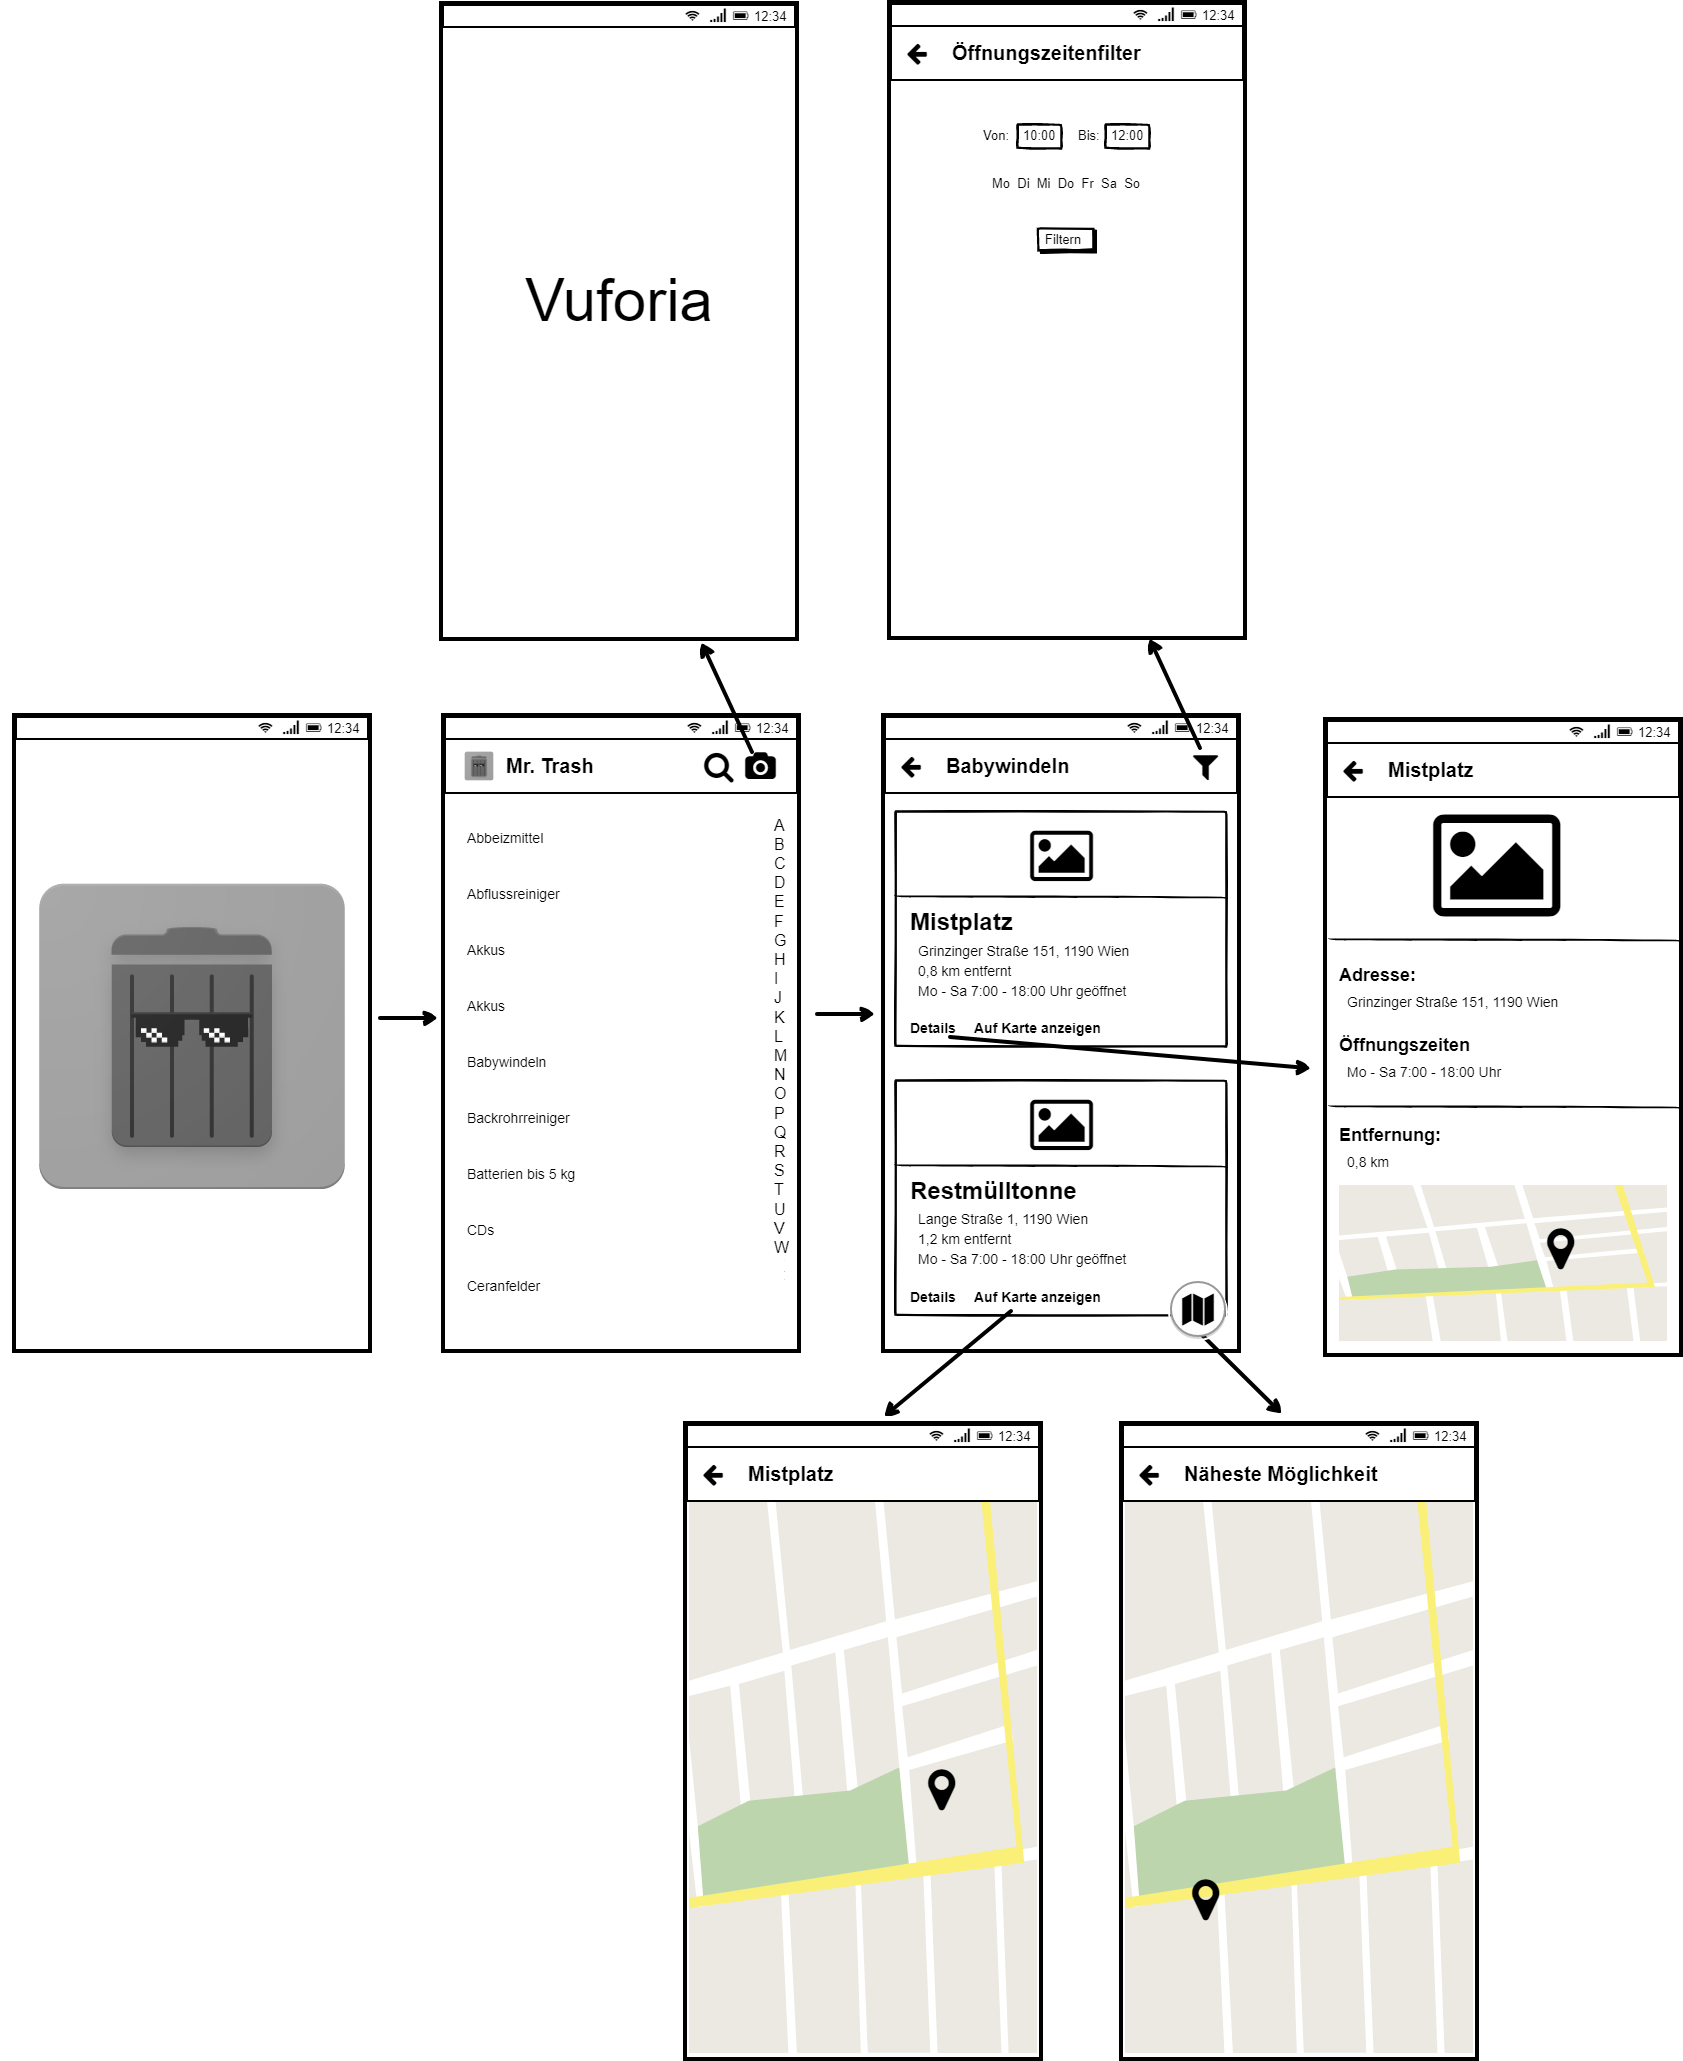 12:34
Vuforia
12:34
Öffnungszeitenfilter
Von: 10:00 Bis: 12:00
Mo Di Mi Do Fr Sa So
Filtern
12:34
12:34
Mr. Trash
Abbeizmittel
Abflussreiniger
Akkus
Akkus
Babywindeln
Backrohrreiniger
Batterien bis 5 kg
CDs
Ceranfelder
A
B
C
D
E
F
G
H
I
J
K
L
M
N
O
P
Q
R
S
T
U
V
W
12:34
Babywindeln
Mistplatz
Grinzinger Straße 151, 1190 Wien
0,8 km entfernt
Mo - Sa 7:00 - 18:00 Uhr geöffnet
Details Auf Karte anzeigen
Restmülltonne
Lange Straße 1, 1190 Wien
1,2 km entfernt
Mo - Sa 7:00 - 18:00 Uhr geöffnet
Details Auf Karte anzeigen
12:34
Mistplatz
Adresse:
Grinzinger Straße 151, 1190 Wien
Öffnungszeiten
Mo - Sa 7:00 - 18:00 Uhr
Entfernung:
0,8 km
12:34
Mistplatz
12:34
Näheste Möglichkeit